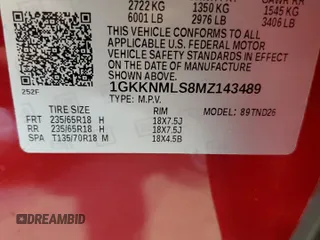 GAWR RR
2722 KG 1350 KG 1545 KG
6001 LB 2976 LB 3406 LB
THIS VEHICLE CONFORMS TO ALL
APPLICABLE U.S. FEDERAL MOTOR
VEHICLE SAFETY STANDARDS IN EFFECT
ON THE DATE OF MANUFACTURE SHOWN ABOVE.
1GKKNMLS8MZ143489
252F TYPE: M.P.V.
TIRE SIZE RIM MODEL: 89TND26
FRT 235/65R18 H 18X7.5J
RR 235/65R18 H 18X7.5J
SPA T135/70R18 M 18X4.5B
DREAMBID